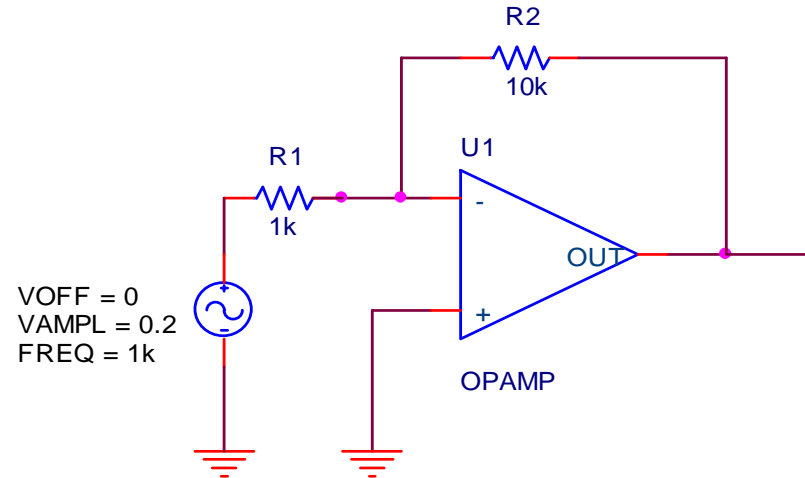 R2
10k
U1
R1
1k
-
OUT
+
VOFF = 0
VAMPL = 0.2
FREQ = 1k
+
-
OPAMP